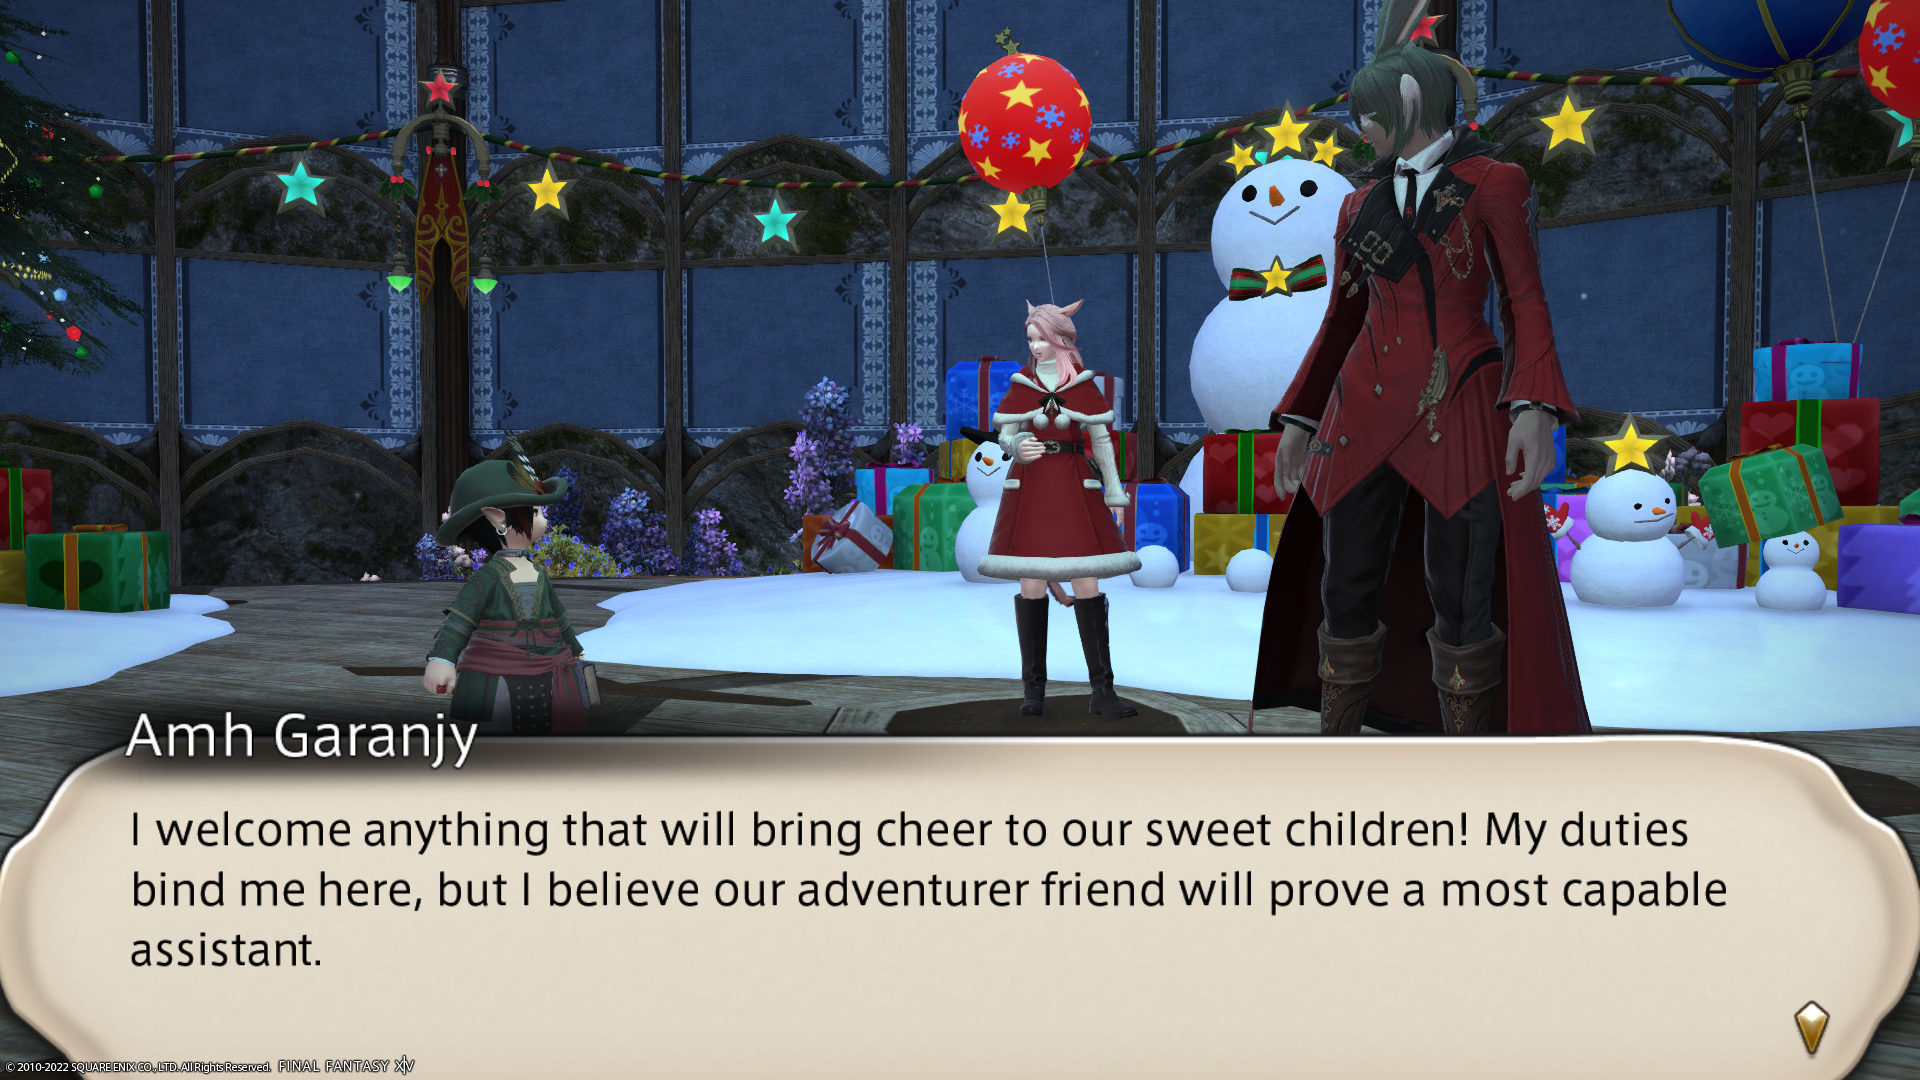 Amh Garanjy
I welcome anything that will bring cheer to our sweet children! My duties
bind me here, but I believe our adventurer friend will prove a most capable
assistant.
© 2010-2022 SQUARE ENIX CO., LTD. All Rights Reserved. FINAL FANTASY XIV